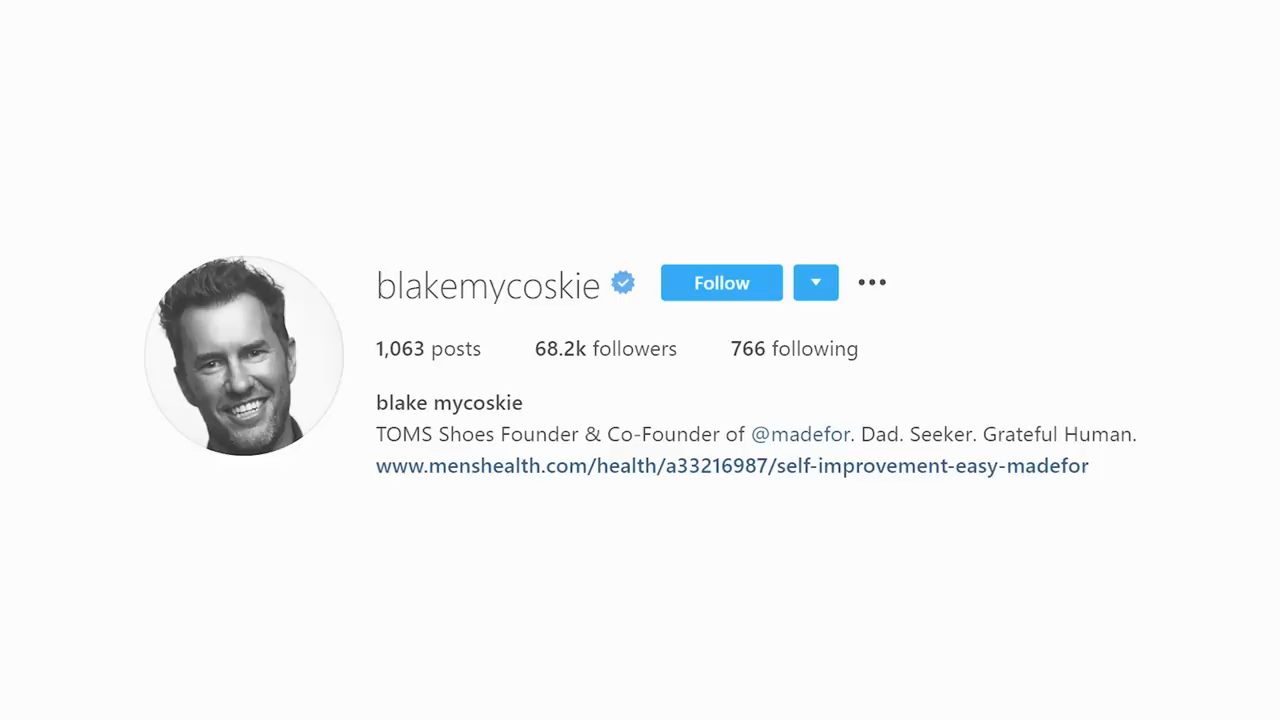 blakemycoskie Follow
1,063 posts 68.2k followers 766 following
blake mycoskie
TOMS Shoes Founder & Co-Founder of @madefor. Dad. Seeker. Grateful Human.
www.menshealth.com/health/a33216987/self-improvement-easy-madefor